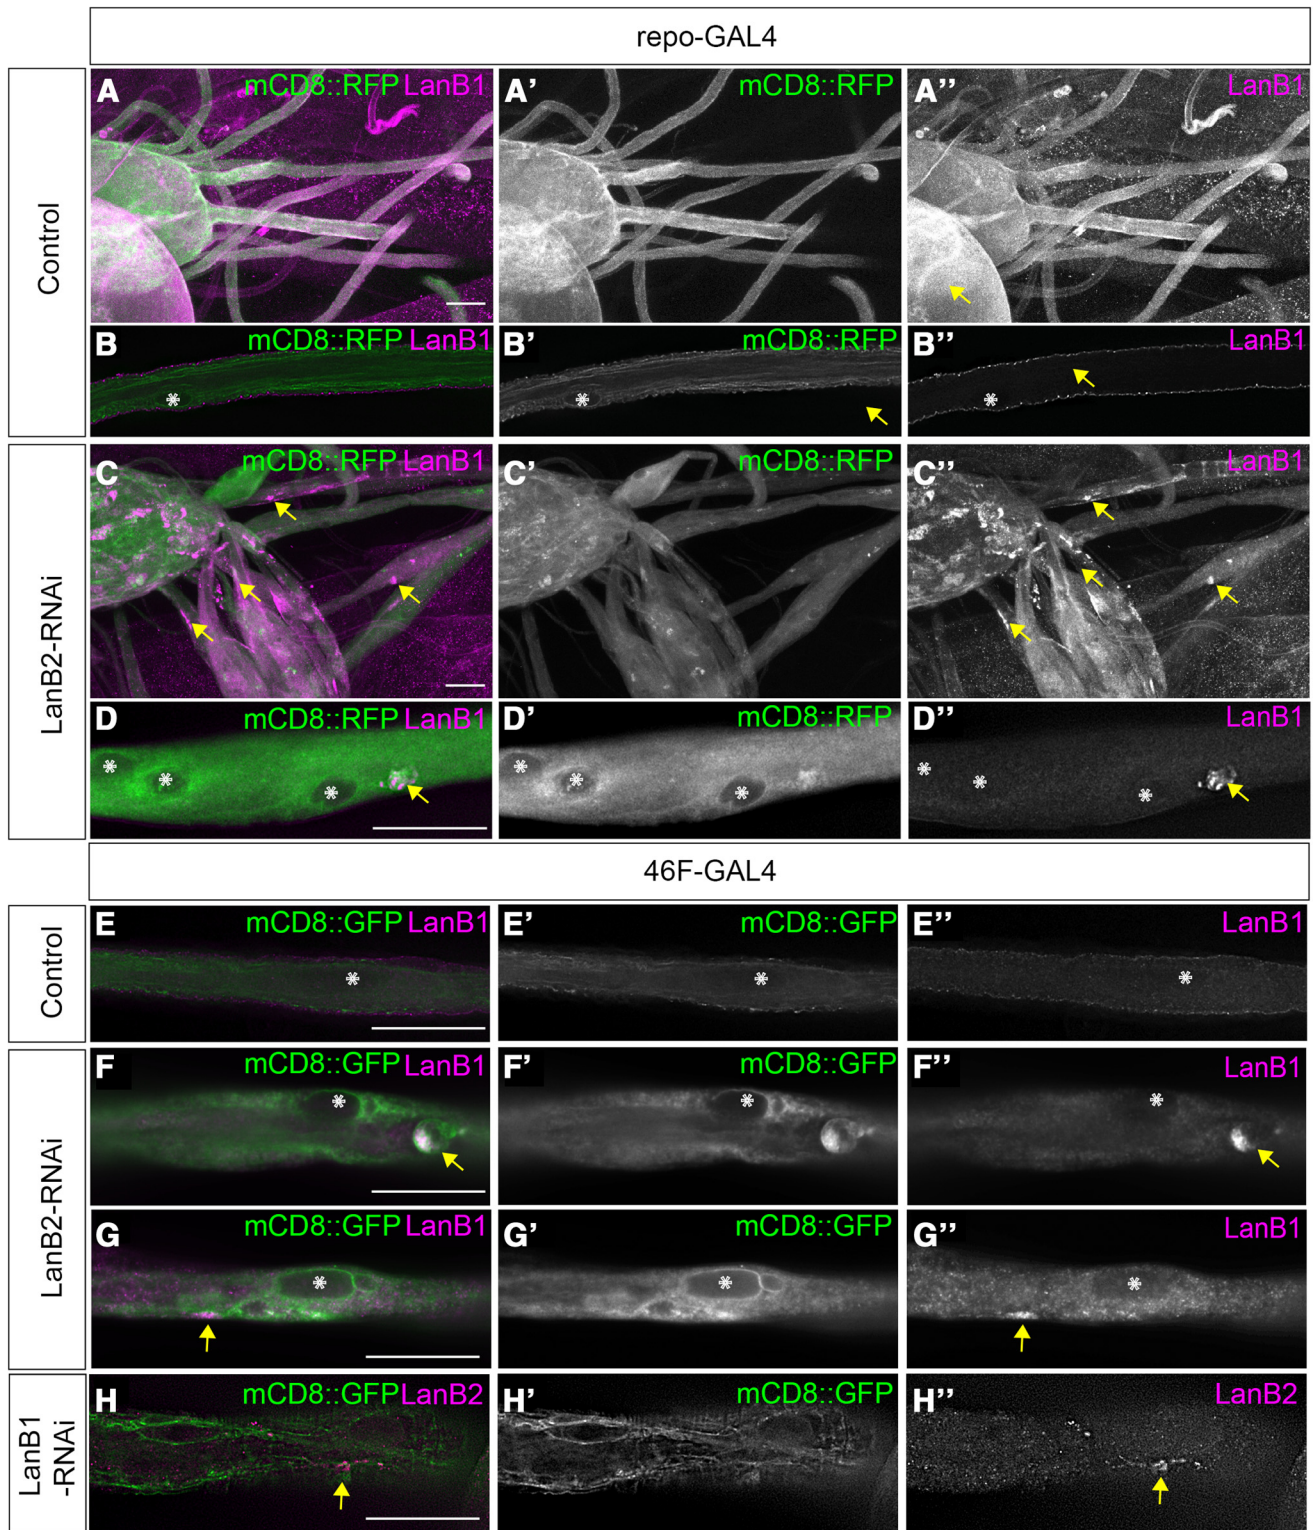 repo-GAL4
Control
A mCD8::RFP LanB1
A' mCD8::RFP
A'' LanB1
B mCD8::RFP LanB1
B' mCD8::RFP
B'' LanB1
LanB2-RNAi
C mCD8::RFP LanB1
C' mCD8::RFP
C'' LanB1
D mCD8::RFP LanB1
D' mCD8::RFP
D'' LanB1
46F-GAL4
Control
E mCD8::GFP LanB1
E' mCD8::GFP
E'' LanB1
LanB2-RNAi
F mCD8::GFP LanB1
F' mCD8::GFP
F'' LanB1
G mCD8::GFP LanB1
G' mCD8::GFP
G'' LanB1
LanB1
-RNAi
H mCD8::GFP LanB2
H' mCD8::GFP
H'' LanB2